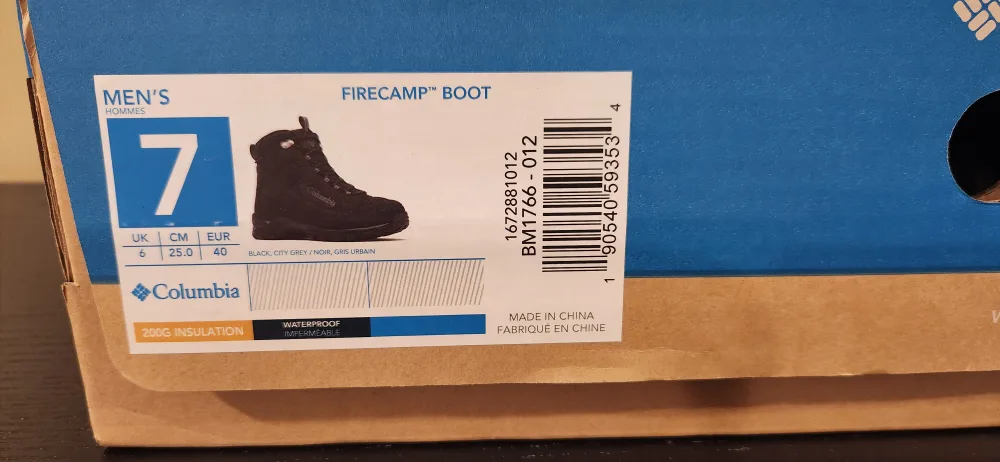 MEN'S
HOMMES
FIRECAMP™ BOOT
7
UK CM EUR
6 25.0 40
Columbia
BLACK, CITY GREY / NOIR, GRIS URBAIN
Columbia
200G INSULATION
WATERPROOF
IMPERMÉABLE
1672881012
BM1766 - 012
1 90540 59353 4
MADE IN CHINA
FABRIQUÉ EN CHINE